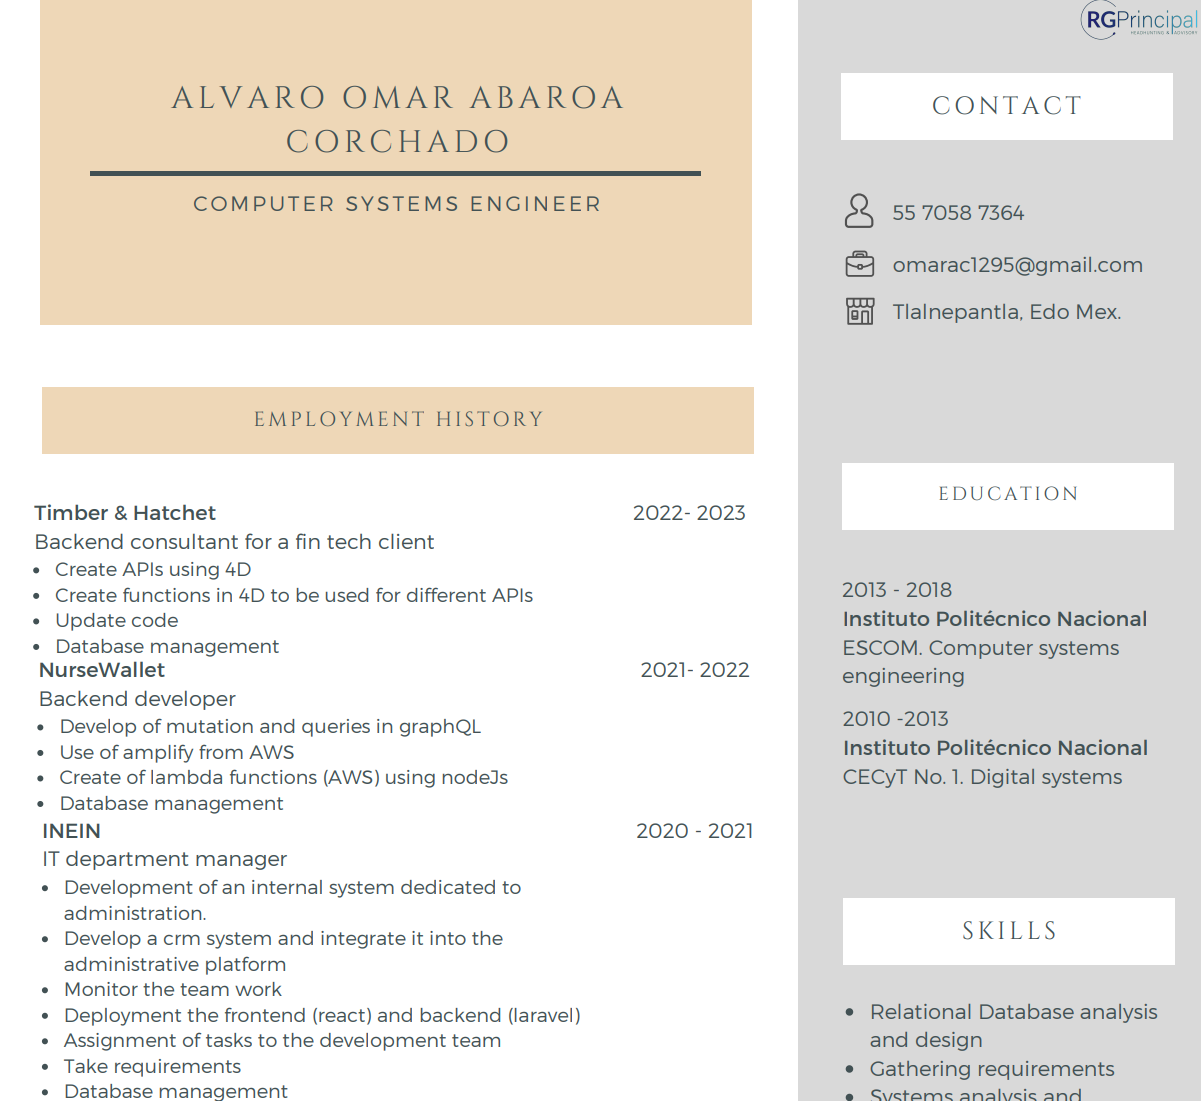 ALVARO OMAR ABAROA
CORCHADO
COMPUTER SYSTEMS ENGINEER
EMPLOYMENT HISTORY
Timber & Hatchet 2022- 2023
Backend consultant for a fin tech client
• Create APIs using 4D
• Create functions in 4D to be used for different APIs
• Update code
• Database management
NurseWallet 2021- 2022
Backend developer
• Develop of mutation and queries in graphQL
• Use of amplify from AWS
• Create of lambda functions (AWS) using nodeJs
• Database management
INEIN 2020 - 2021
IT department manager
• Development of an internal system dedicated to
administration.
• Develop a crm system and integrate it into the
administrative platform
• Monitor the team work
• Deployment the frontend (react) and backend (laravel)
• Assignment of tasks to the development team
• Take requirements
• Database management
RGPrincipal
HEADHUNTING & ADVISORY
CONTACT
55 7058 7364
omarac1295@gmail.com
Tlalnepantla, Edo Mex.
EDUCATION
2013 - 2018
Instituto Politécnico Nacional
ESCOM. Computer systems
engineering
2010 -2013
Instituto Politécnico Nacional
CECyT No. 1. Digital systems
SKILLS
• Relational Database analysis
and design
• Gathering requirements
• Systems analysis and